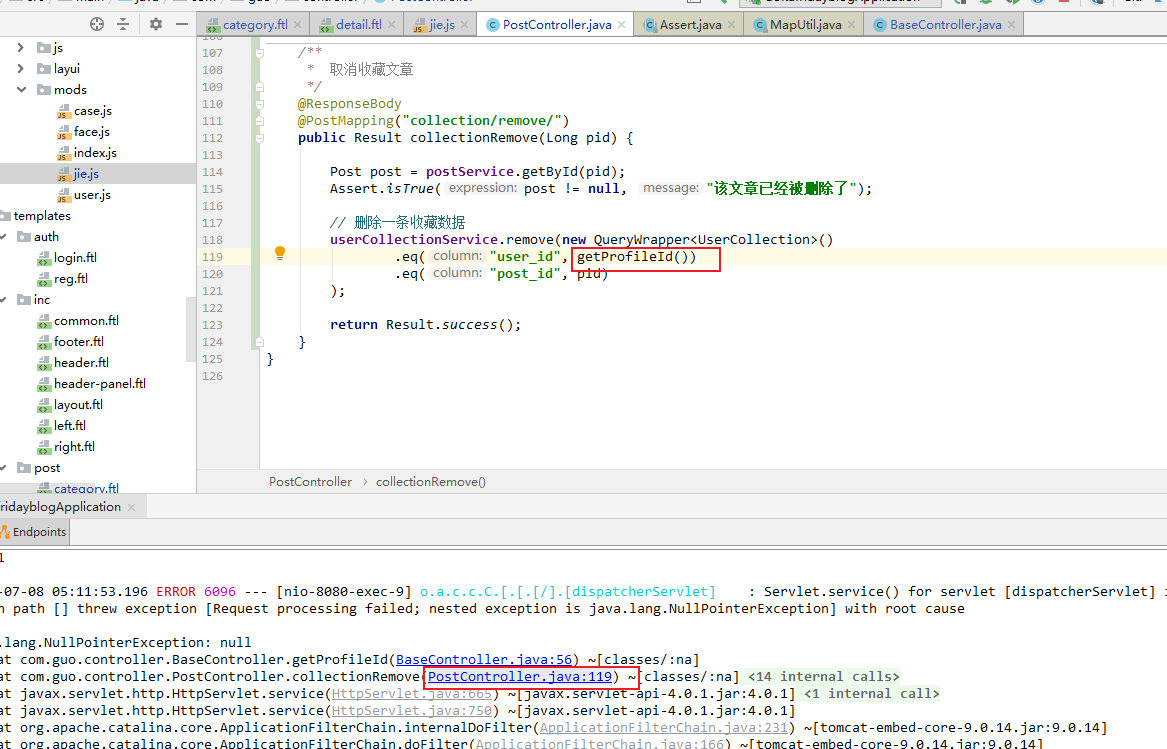 category.ftl detail.ftl jie.js PostController.java Assert.java MapUtil.java BaseController.java
js
layui
mods
case.js
face.js
index.js
jie.js
user.js
templates
auth
login.ftl
reg.ftl
inc
common.ftl
footer.ftl
header.ftl
header-panel.ftl
layout.ftl
left.ftl
right.ftl
post
category.ftl
107 /**
108 * 取消收藏文章
109 */
110 @ResponseBody
111 @PostMapping("collection/remove/")
112 public Result collectionRemove(Long pid) {
113
114 Post post = postService.getById(pid);
115 Assert.isTrue( expression: post != null, message: "该文章已经被删除了");
116
117 // 删除一条收藏数据
118 userCollectionService.remove(new QueryWrapper<UserCollection>()
119 .eq( column: "user_id", getProfileId())
120 .eq( column: "post_id", pid)
121 );
122
123 return Result.success();
124 }
125 }
126
PostController › collectionRemove()
ridayblogApplication
Endpoints
-07-08 05:11:53.196 ERROR 6096 --- [nio-8080-exec-9] o.a.c.c.C.[.[.[/].[dispatcherServlet] : Servlet.service() for servlet [dispatcherServlet]
path [] threw exception [Request processing failed; nested exception is java.lang.NullPointerException] with root cause
.lang.NullPointerException: null
at com.guo.controller.BaseController.getProfileId(BaseController.java:56) ~[classes/:na]
at com.guo.controller.PostController.collectionRemove(PostController.java:119) ~[classes/:na] <14 internal calls>
at javax.servlet.http.HttpServlet.service(HttpServlet.java:665) ~[javax.servlet-api-4.0.1.jar:4.0.1] <1 internal call>
at javax.servlet.http.HttpServlet.service(HttpServlet.java:750) ~[javax.servlet-api-4.0.1.jar:4.0.1]
at org.apache.catalina.core.ApplicationFilterChain.internalDoFilter(ApplicationFilterChain.java:231) ~[tomcat-embed-core-9.0.14.jar:9.0.14]
at org.apache.catalina.core.ApplicationFilterChain.doFilter(ApplicationFilterChain.java:166) ~[tomcat-embed-core-9.0.14.jar:9.0.14]